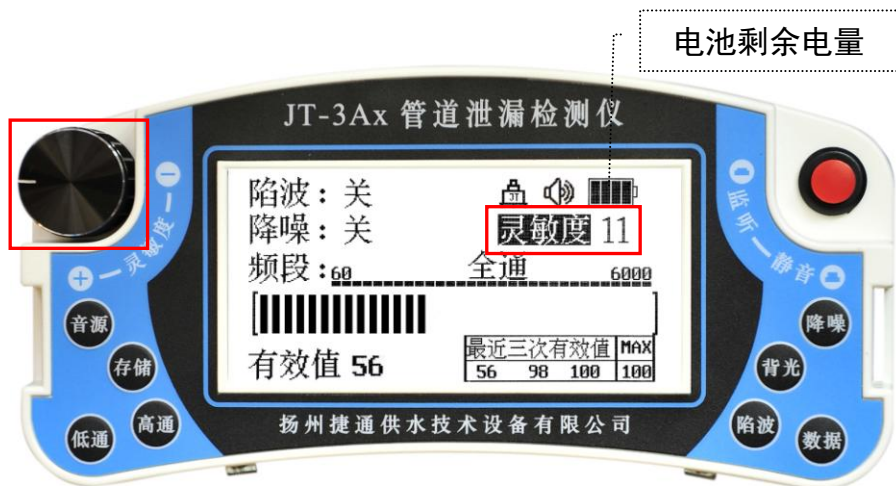 电池剩余电量
JT-3Ax 管道泄漏检测仪
陷波：关
JT
降噪：关
灵敏度 11
频段：60 全通 6000
有效值 56
最近三次有效值 MAX
56 98 100 100
扬州捷通供水技术设备有限公司
灵敏度
音源
存储
低通
高通
监听
静音
降噪
背光
陷波
数据